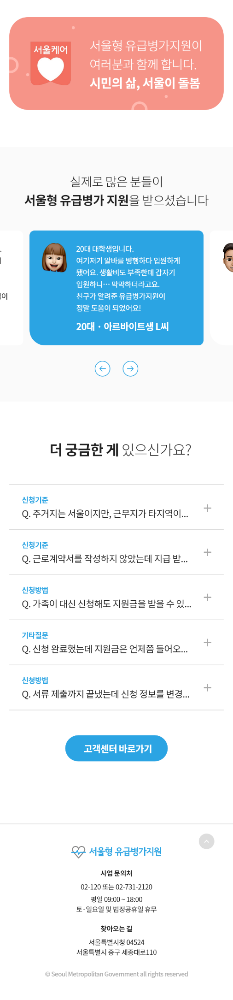 서울케어
서울형 유급병가지원이
여러분과 함께 합니다.
시민의 삶, 서울이 돌봄
실제로 많은 분들이
서울형 유급병가 지원을 받으셨습니다
20대 대학생입니다.
여기저기 알바를 병행하다 입원하게
됐어요. 생활비도 부족한데 갑자기
입원하니… 막막하더라고요.
친구가 알려준 유급병가지원이
정말 도움이 되었어요!
20대 · 아르바이트생 L씨
더 궁금한 게 있으신가요?
신청기준
Q. 주거지는 서울이지만, 근무지가 타지역이...
신청기준
Q. 근로계약서를 작성하지 않았는데 지급 받...
신청방법
Q. 가족이 대신 신청해도 지원금을 받을 수 있...
기타질문
Q. 신청 완료했는데 지원금은 언제쯤 들어오...
신청방법
Q. 서류 제출까지 끝냈는데 신청 정보를 변경...
고객센터 바로가기
서울형 유급병가지원
사업 문의처
02-120 또는 02-731-2120
평일 09:00 ~ 18:00
토·일요일 및 법정공휴일 휴무
찾아오는 길
서울특별시청 04524
서울특별시 중구 세종대로110
© Seoul Metropolitan Government all rights reserved